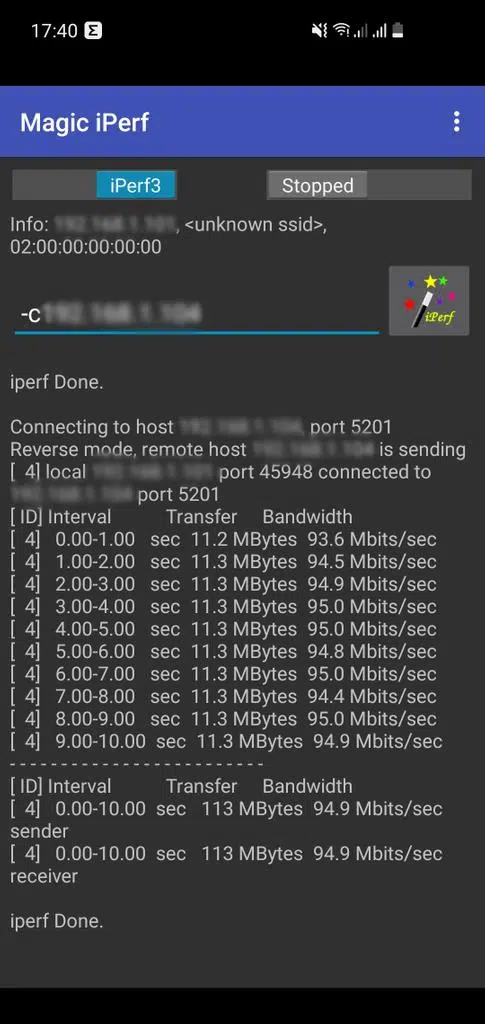 17:40 Σ
Magic iPerf
iPerf3 Stopped
Info: , <unknown ssid>,
02:00:00:00:00:00
-c
iPerf
iperf Done.
Connecting to host , port 5201
Reverse mode, remote host is sending
[ 4] local port 45948 connected to
port 5201
[ ID] Interval Transfer Bandwidth
[ 4] 0.00-1.00 sec 11.2 MBytes 93.6 Mbits/sec
[ 4] 1.00-2.00 sec 11.3 MBytes 94.5 Mbits/sec
[ 4] 2.00-3.00 sec 11.3 MBytes 94.9 Mbits/sec
[ 4] 3.00-4.00 sec 11.3 MBytes 95.0 Mbits/sec
[ 4] 4.00-5.00 sec 11.3 MBytes 95.0 Mbits/sec
[ 4] 5.00-6.00 sec 11.3 MBytes 94.8 Mbits/sec
[ 4] 6.00-7.00 sec 11.3 MBytes 95.0 Mbits/sec
[ 4] 7.00-8.00 sec 11.3 MBytes 94.4 Mbits/sec
[ 4] 8.00-9.00 sec 11.3 MBytes 95.0 Mbits/sec
[ 4] 9.00-10.00 sec 11.3 MBytes 94.9 Mbits/sec
- - - - - - - - - - - - - - - - - - - - - - - - -
[ ID] Interval Transfer Bandwidth
[ 4] 0.00-10.00 sec 113 MBytes 94.9 Mbits/sec
sender
[ 4] 0.00-10.00 sec 113 MBytes 94.9 Mbits/sec
receiver
iperf Done.